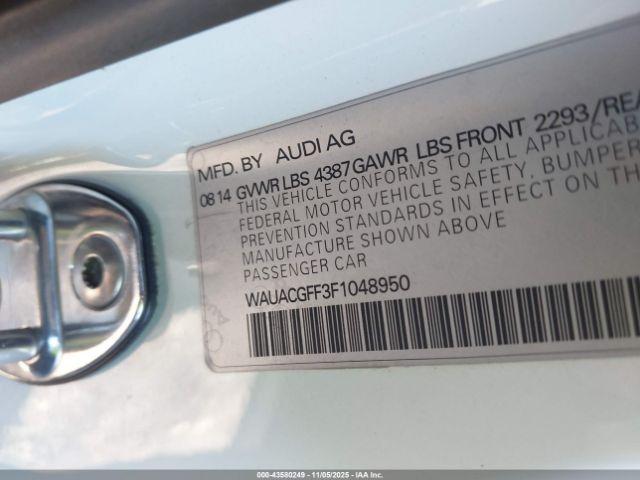 MFD. BY AUDI AG
08 14 GVWR LBS 4387 GAWR LBS FRONT 2293/REA
THIS VEHICLE CONFORMS TO ALL APPLICAB
FEDERAL MOTOR VEHICLE SAFETY, BUMPER
PREVENTION STANDARDS IN EFFECT ON
MANUFACTURE SHOWN ABOVE
PASSENGER CAR
WAUACGFF3F1048950
000-43580249 - 11/05/2025 - IAA Inc.